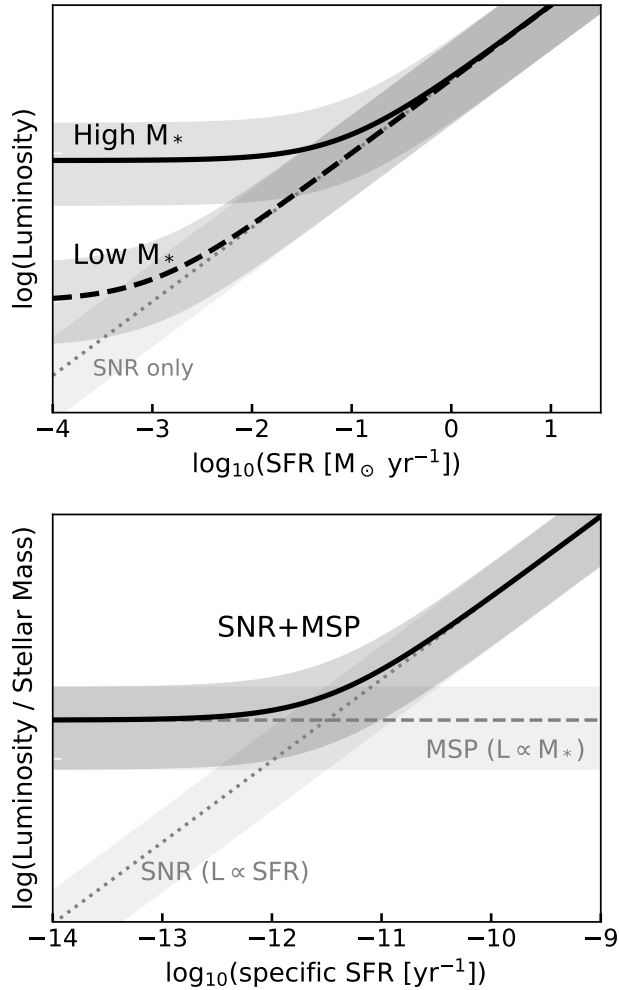 log(Luminosity)
High M$_*$
Low M$_*$
SNR only
−4 −3 −2 −1 0 1
log₁₀(SFR [M☉ yr⁻¹])
log(Luminosity / Stellar Mass)
SNR+MSP
MSP (L ∝ M$_*$)
SNR (L ∝ SFR)
−14 −13 −12 −11 −10 −9
log₁₀(specific SFR [yr⁻¹])